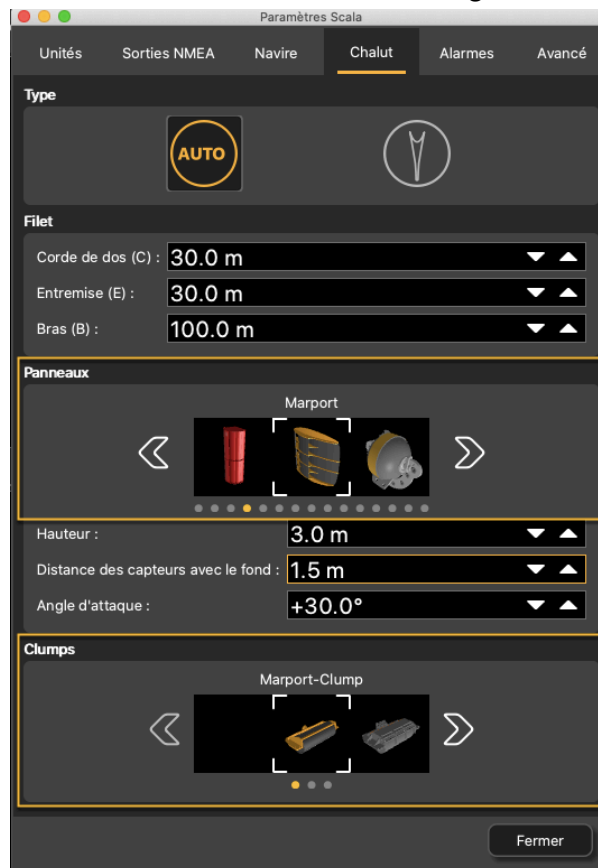 Paramètres Scala
Unités Sorties NMEA Navire Chalut Alarmes Avancé
Type
AUTO
Filet
Corde de dos (C) : 30.0 m
Entremise (E) : 30.0 m
Bras (B) : 100.0 m
Panneaux
Marport
Hauteur : 3.0 m
Distance des capteurs avec le fond : 1.5 m
Angle d'attaque : +30.0°
Clumps
Marport-Clump
Fermer